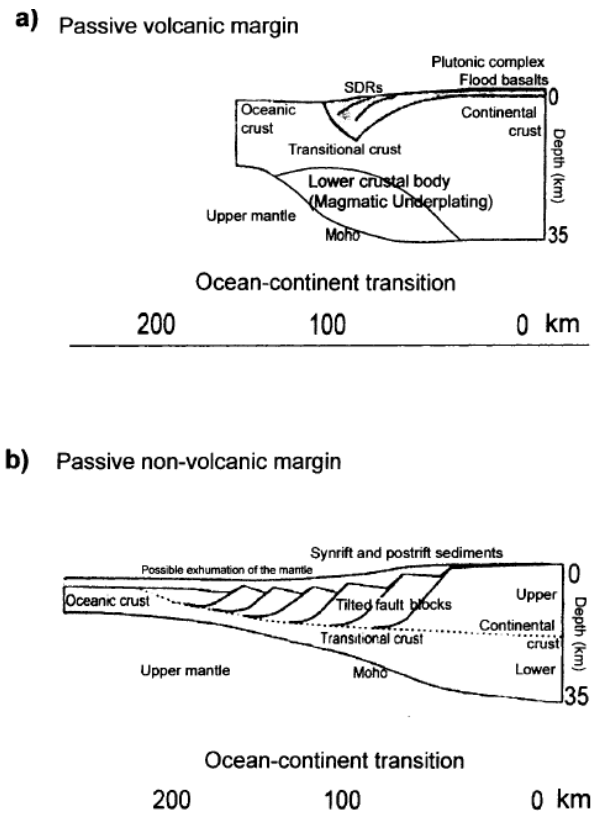 a) Passive volcanic margin
Plutonic complex
SDRs Flood basalts
0
Oceanic
crust
Continental
crust
Transitional crust
Depth (km)
Lower crustal body
(Magmatic Underplating)
Upper mantle
Moho
35
Ocean-continent transition
200 100 0 km
b) Passive non-volcanic margin
Synrift and postrift sediments
Possible exhumation of the mantle
0
Oceanic crust
Tilted fault blocks
Upper
Continental
crust
Transitional crust
Depth (km)
Lower
Upper mantle
Moho
35
Ocean-continent transition
200 100 0 km